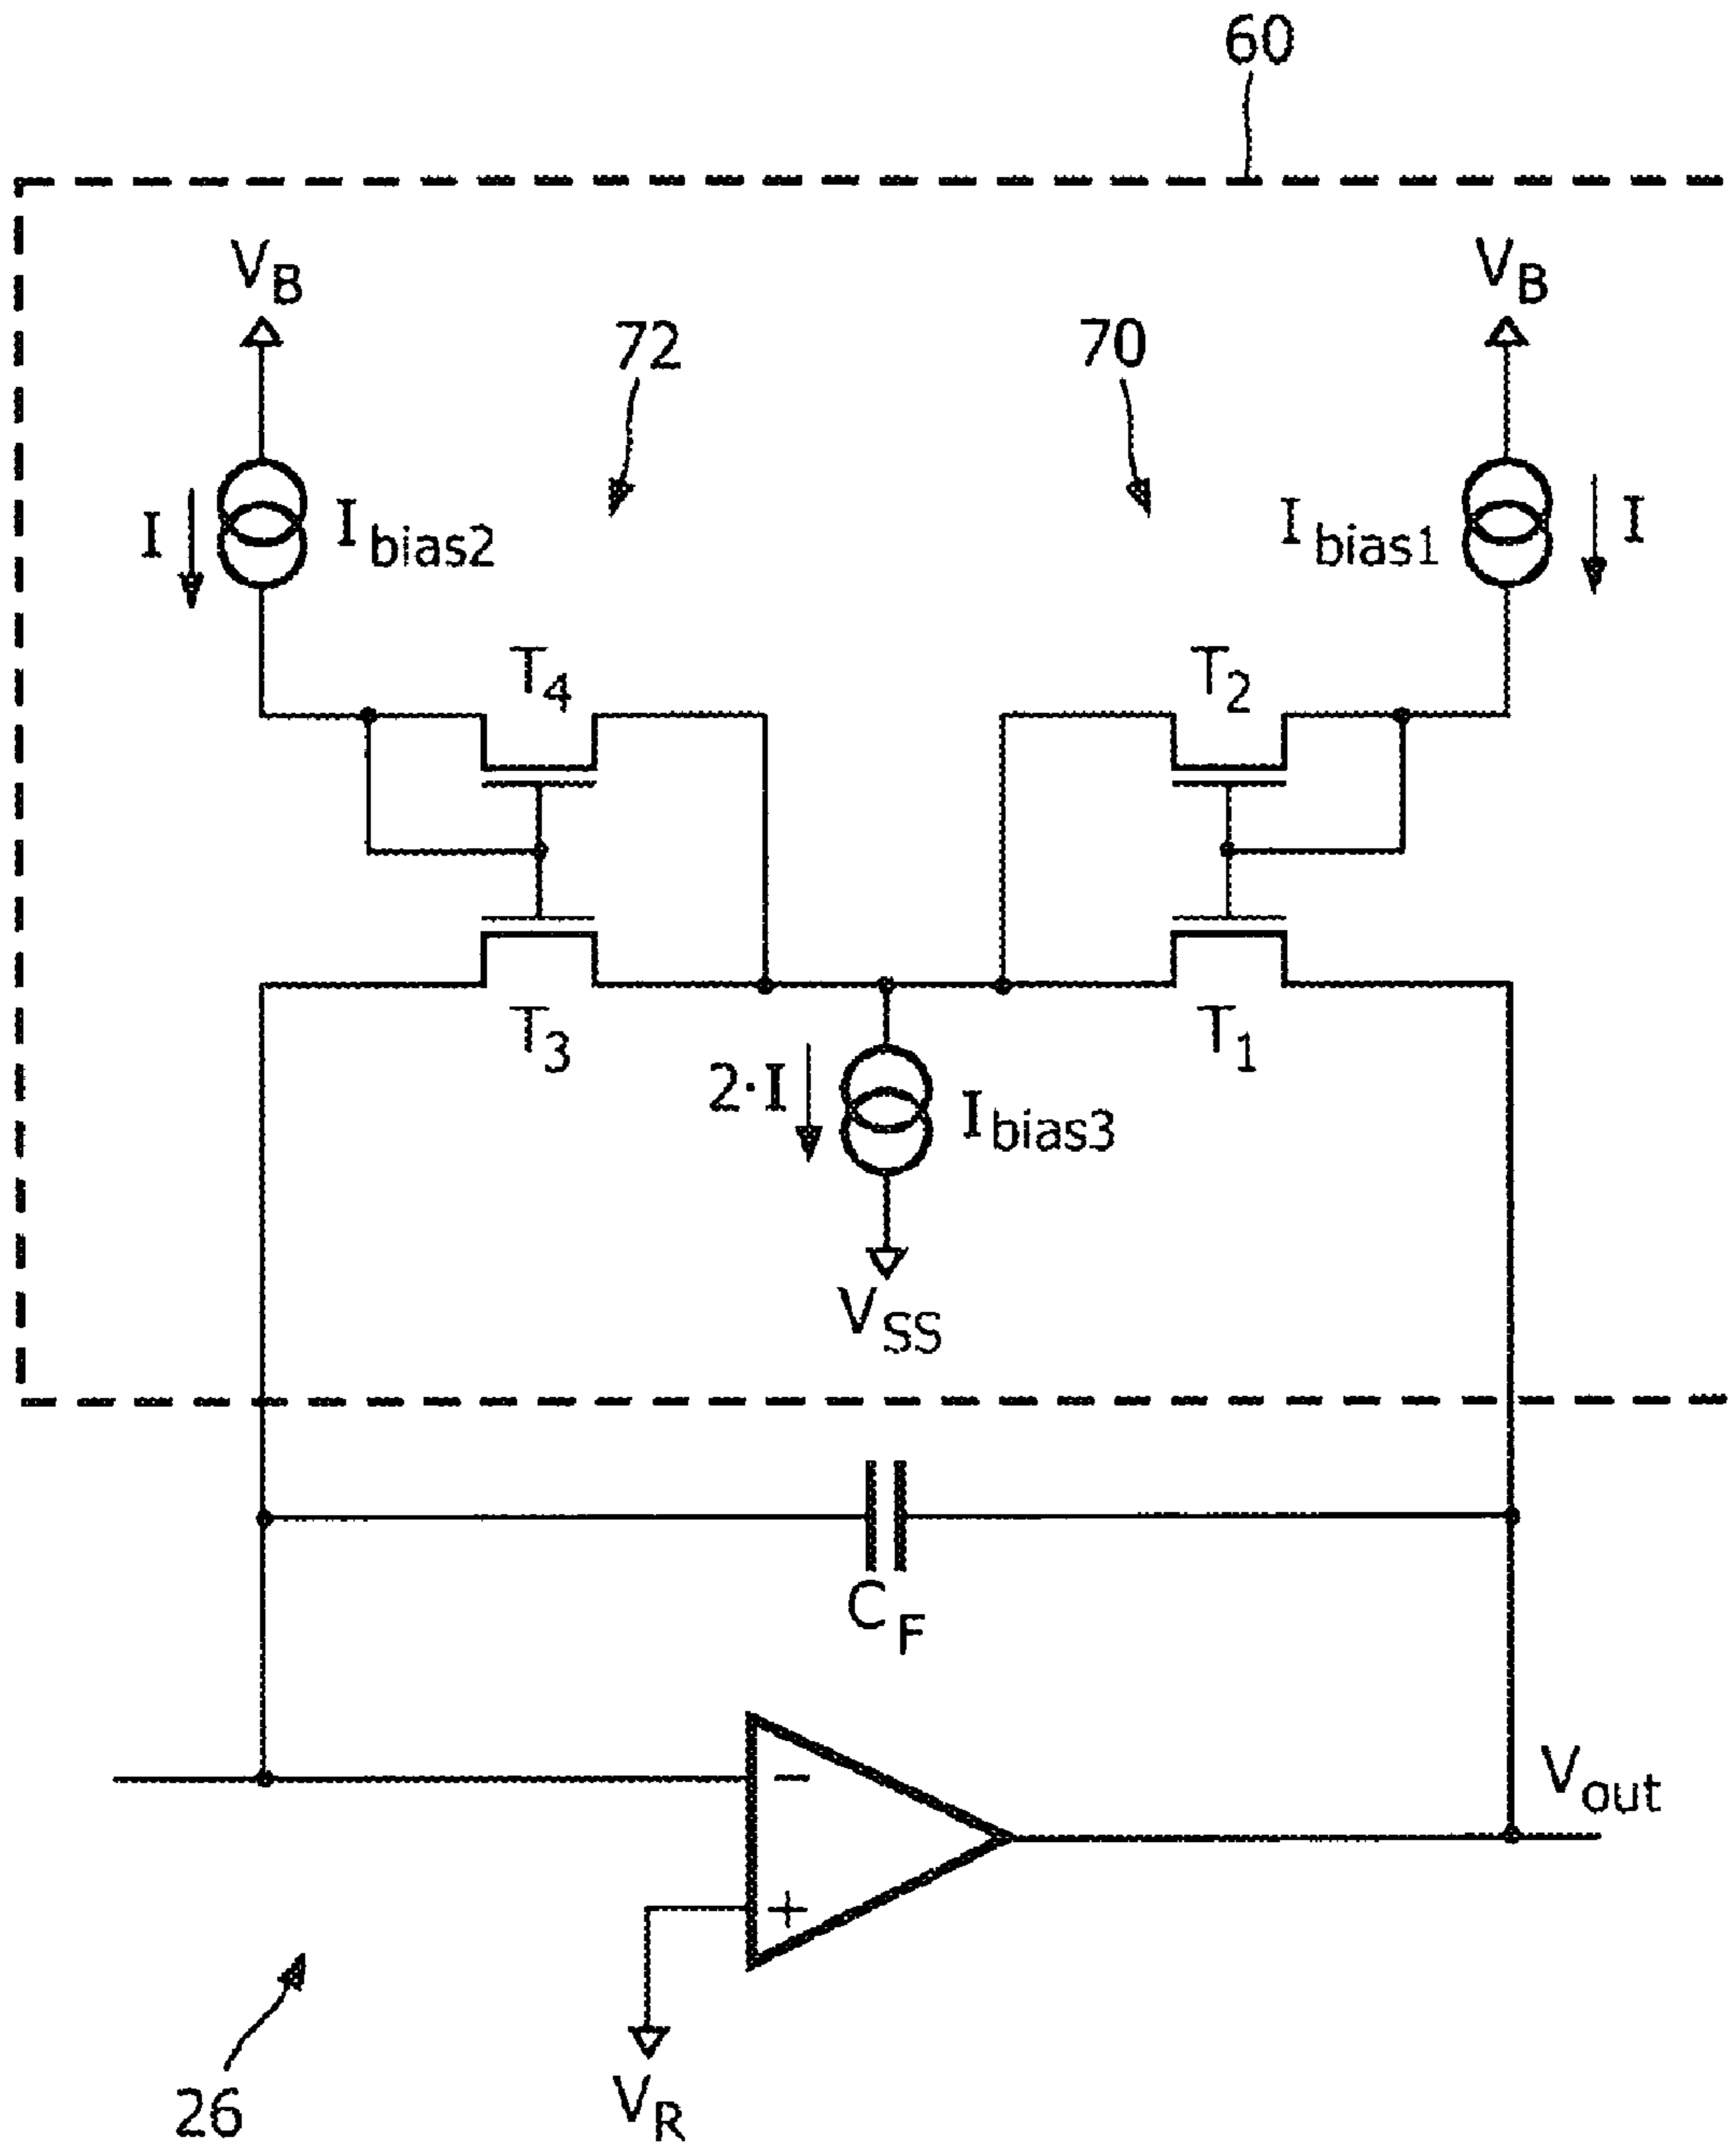 60
V_B V_B
72 70
I I_bias2 I_bias1 I
T_4 T_2
T_3 T_1
2·I I_bias3
V_SS
C_F
−
V_out
+
26 V_R